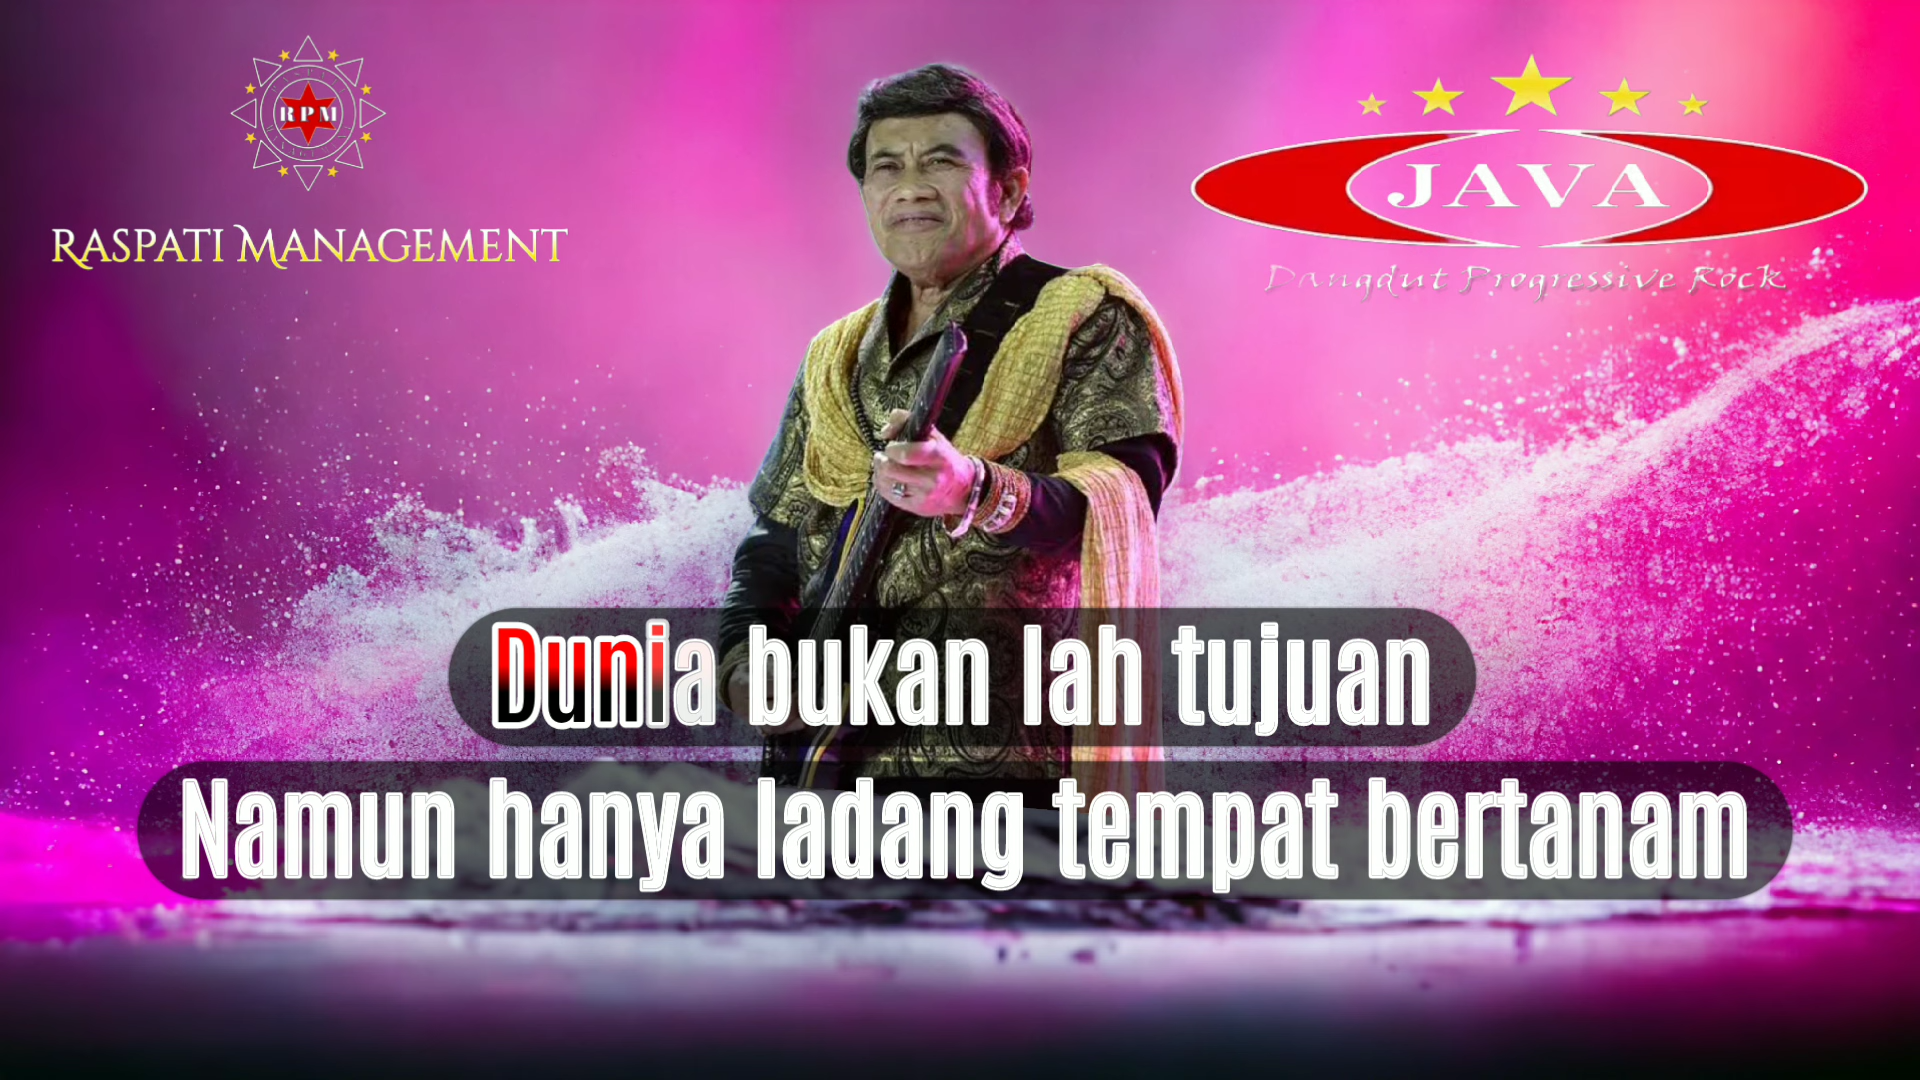 RPM
RASPATI MANAGEMENT
JAVA
Dangdut Progressive Rock
Dunia bukan lah tujuan
Namun hanya ladang tempat bertanam